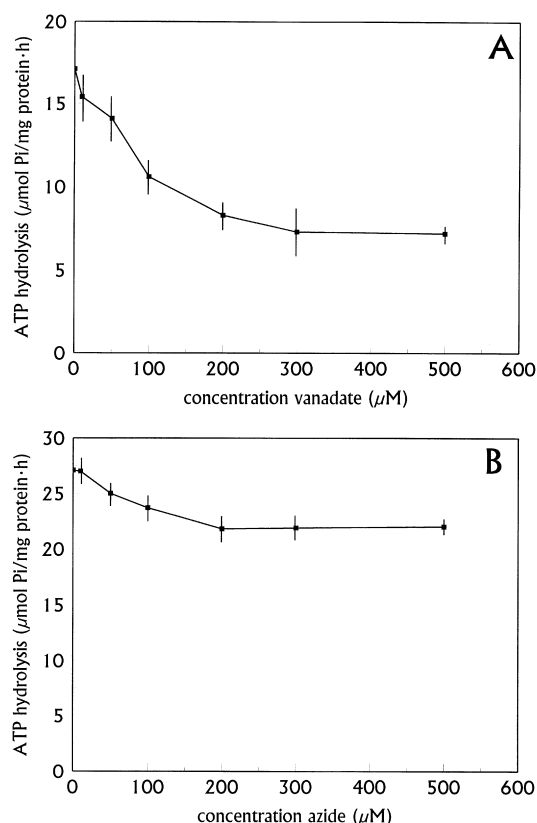 A
20
15
10
5
0
ATP hydrolysis (μmol Pi/mg protein·h)
0 100 200 300 400 500 600
concentration vanadate (μM)
B
30
25
20
15
10
5
0
ATP hydrolysis (μmol Pi/mg protein·h)
0 100 200 300 400 500 600
concentration azide (μM)